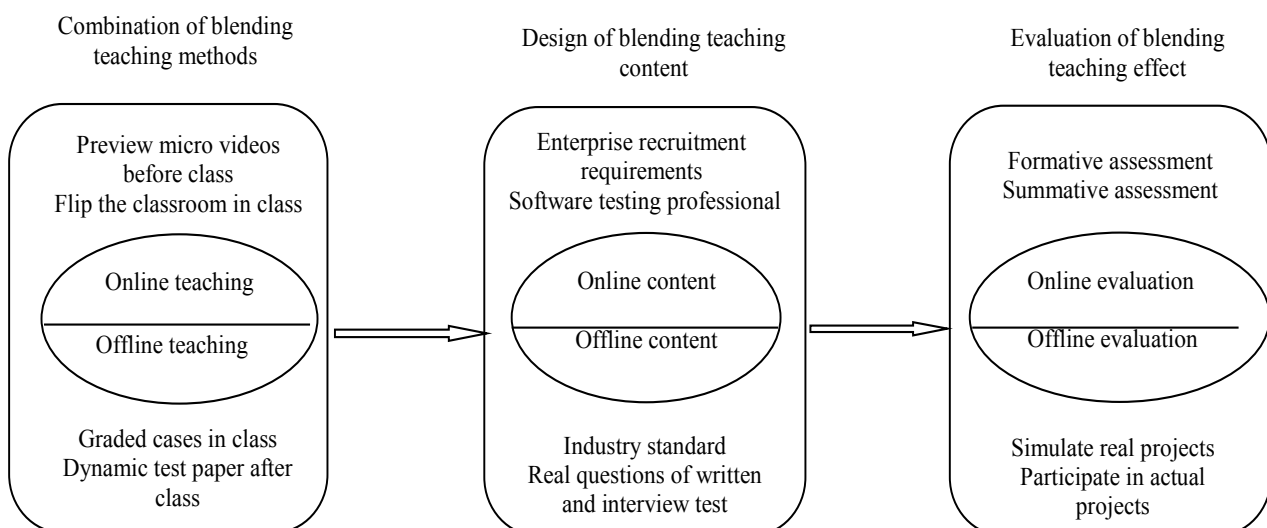 Combination of blending
teaching methods
Preview micro videos
before class
Flip the classroom in class
Online teaching
Offline teaching
Graded cases in class
Dynamic test paper after
class
Design of blending teaching
content
Enterprise recruitment
requirements
Software testing professional
Online content
Offline content
Industry standard
Real questions of written
and interview test
Evaluation of blending
teaching effect
Formative assessment
Summative assessment
Online evaluation
Offline evaluation
Simulate real projects
Participate in actual
projects